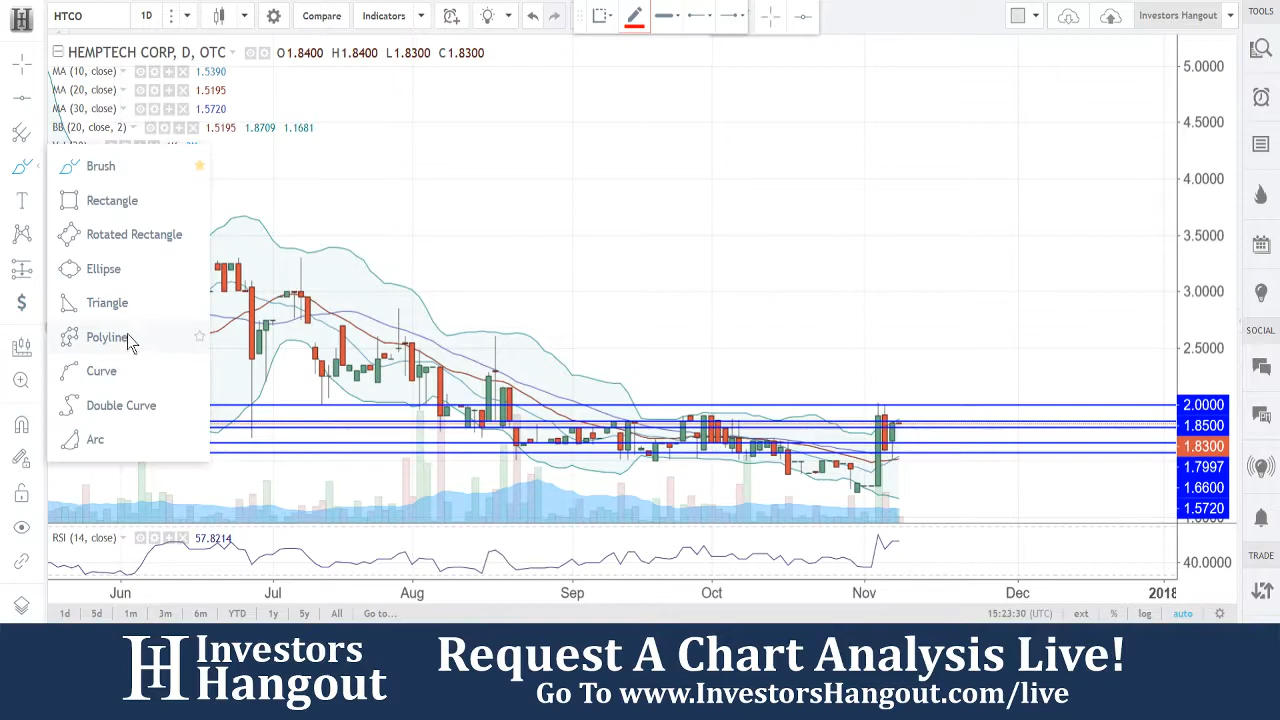 HTCO 1D Compare Indicators Investors Hangout TOOLS
HEMPTECH CORP, D, OTC O1.8400 H1.8400 L1.8300 C1.8300
MA (10, close) 1.5390
MA (20, close) 1.5195
MA (30, close) 1.5720
BB (20, close, 2) 1.5195 1.8709 1.1681
Brush
Rectangle
Rotated Rectangle
Ellipse
Triangle
Polyline
Curve
Double Curve
Arc
5.0000
4.5000
4.0000
3.5000
3.0000
2.5000
2.0000
1.8500
1.8300
1.7997
1.6600
1.5720
SOCIAL
TRADE
RSI (14, close) 57.8214
40.0000
Jun Jul Aug Sep Oct Nov Dec 2018
1d 5d 1m 3m 6m YTD 1y 5y All Go to... 15:23:30 (UTC) ext % log auto
Investors
Hangout
Request A Chart Analysis Live!
Go To www.InvestorsHangout.com/live